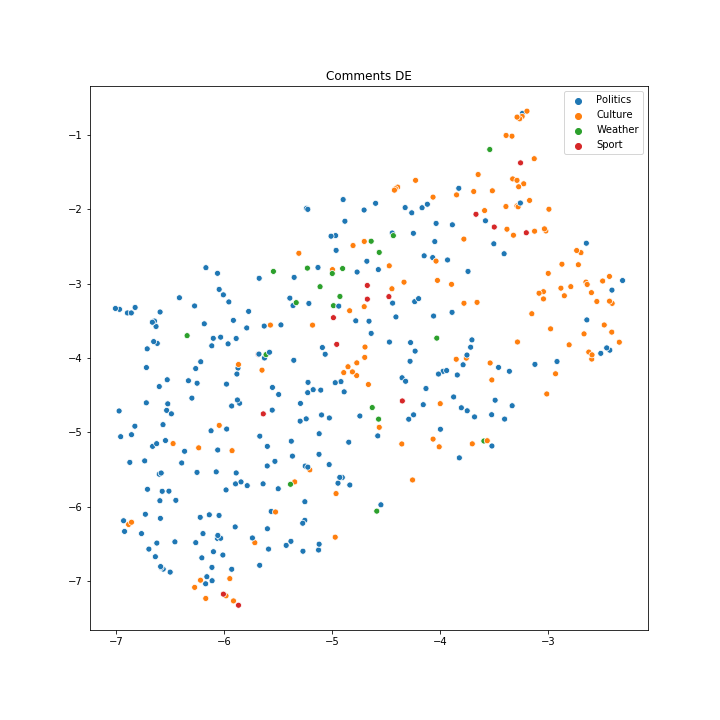 Comments DE
Politics
Culture
Weather
Sport
−1
−2
−3
−4
−5
−6
−7
−7 −6 −5 −4 −3